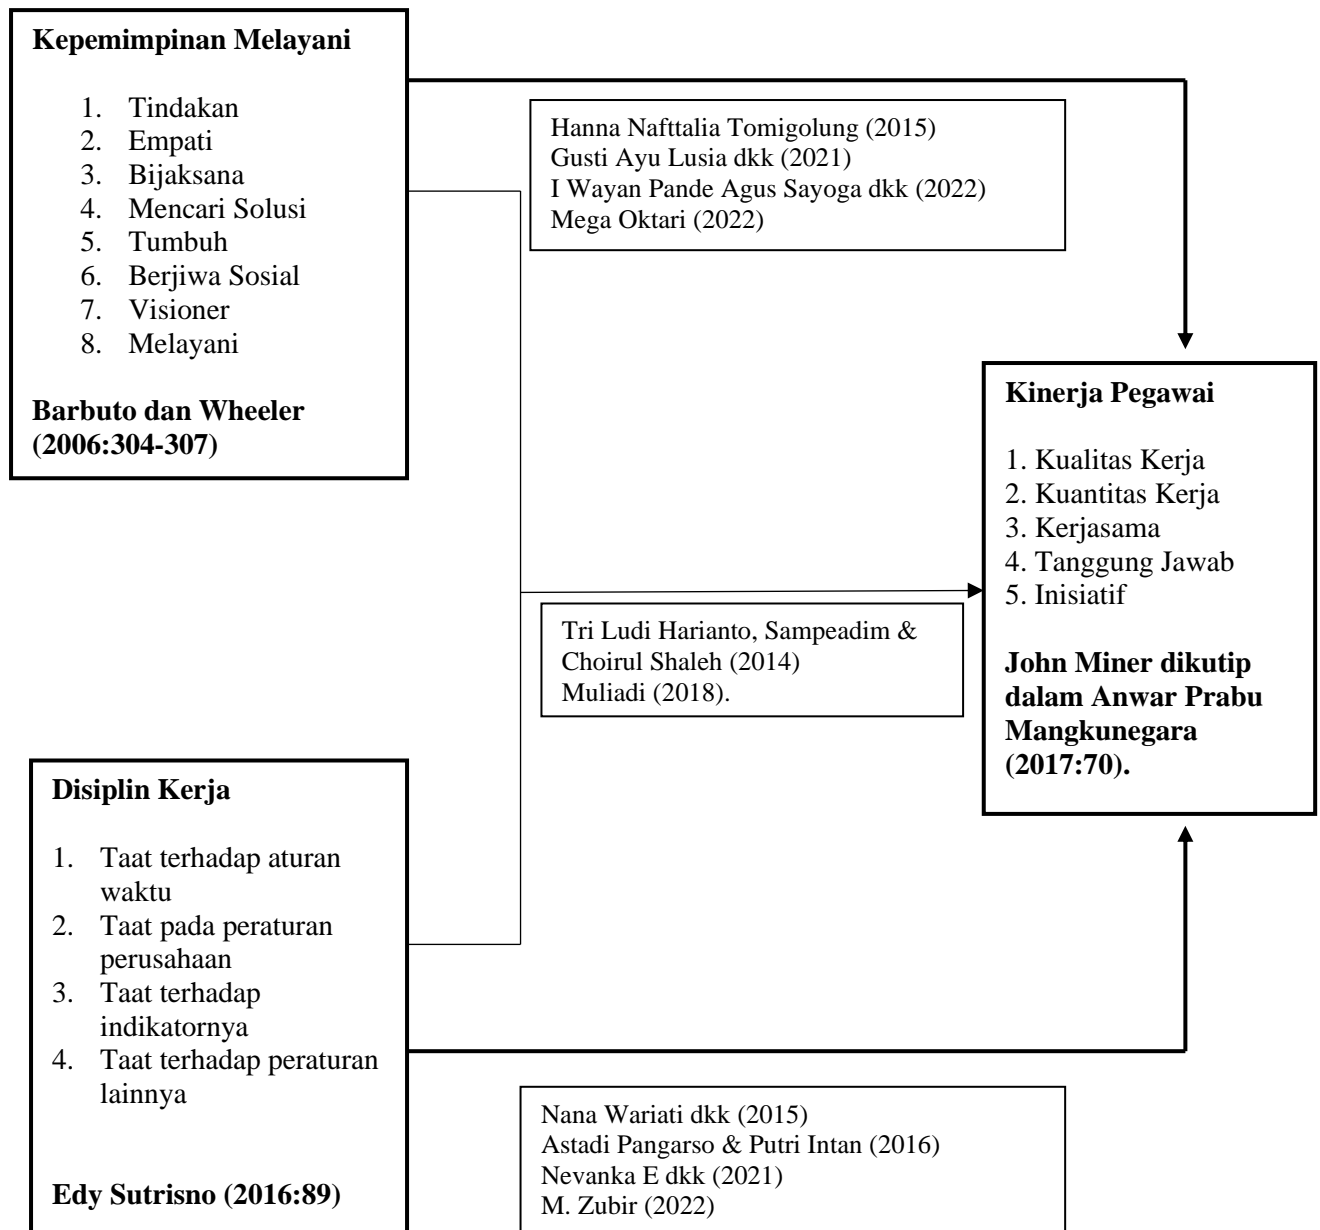 Kepemimpinan Melayani
1. Tindakan
2. Empati
3. Bijaksana
4. Mencari Solusi
5. Tumbuh
6. Berjiwa Sosial
7. Visioner
8. Melayani
Barbuto dan Wheeler
(2006:304-307)
Hanna Nafttalia Tomigolung (2015)
Gusti Ayu Lusia dkk (2021)
I Wayan Pande Agus Sayoga dkk (2022)
Mega Oktari (2022)
Kinerja Pegawai
1. Kualitas Kerja
2. Kuantitas Kerja
3. Kerjasama
4. Tanggung Jawab
5. Inisiatif
John Miner dikutip
dalam Anwar Prabu
Mangkunegara
(2017:70).
Tri Ludi Harianto, Sampeadim &
Choirul Shaleh (2014)
Muliadi (2018).
Disiplin Kerja
1. Taat terhadap aturan
waktu
2. Taat pada peraturan
perusahaan
3. Taat terhadap
indikatornya
4. Taat terhadap peraturan
lainnya
Edy Sutrisno (2016:89)
Nana Wariati dkk (2015)
Astadi Pangarso & Putri Intan (2016)
Nevanka E dkk (2021)
M. Zubir (2022)